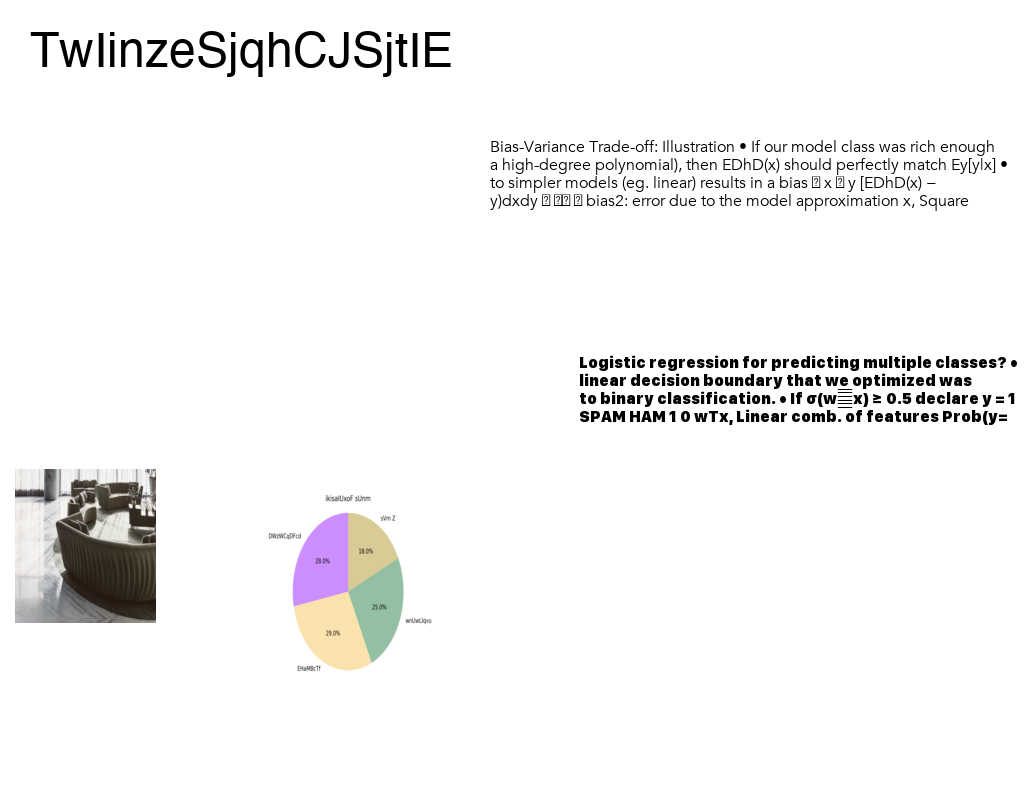 TwIinzeSjqhCJSjtIE
Bias-Variance Trade-off: Illustration • If our model class was rich enough
a high-degree polynomial), then EDhD(x) should perfectly match Ey[y|x] •
to simpler models (eg. linear) results in a bias x y [EDhD(x) −
y)dxdy bias2: error due to the model approximation x, Square
Logistic regression for predicting multiple classes? •
linear decision boundary that we optimized was
to binary classification. • If σ(w x) ≥ 0.5 declare y = 1
SPAM HAM 1 0 wTx, Linear comb. of features Prob(y=
sVm Z
18.0%
28.0%
25.0%
29.0%
EHaMBcTf